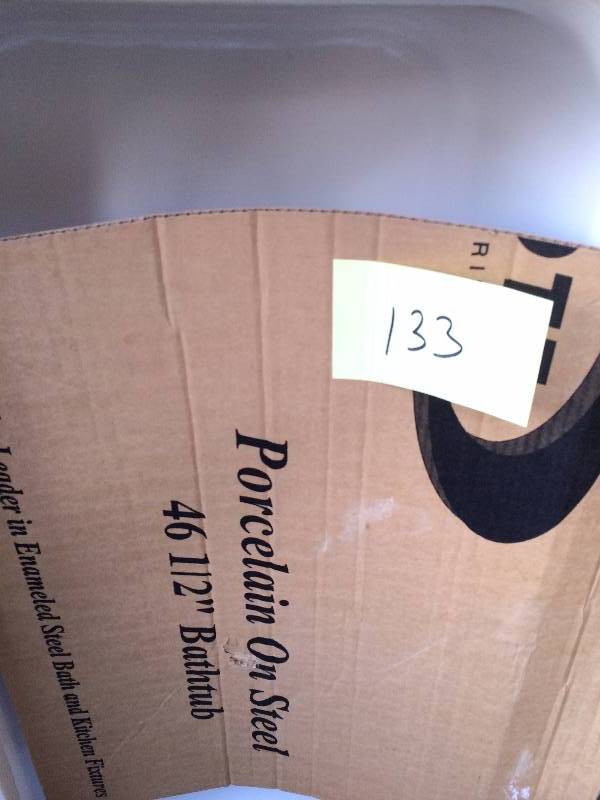 133
Porcelain On Steel
46 1/2" Bathtub
Leader in Enameled Steel Bath and Kitchen Fixtures